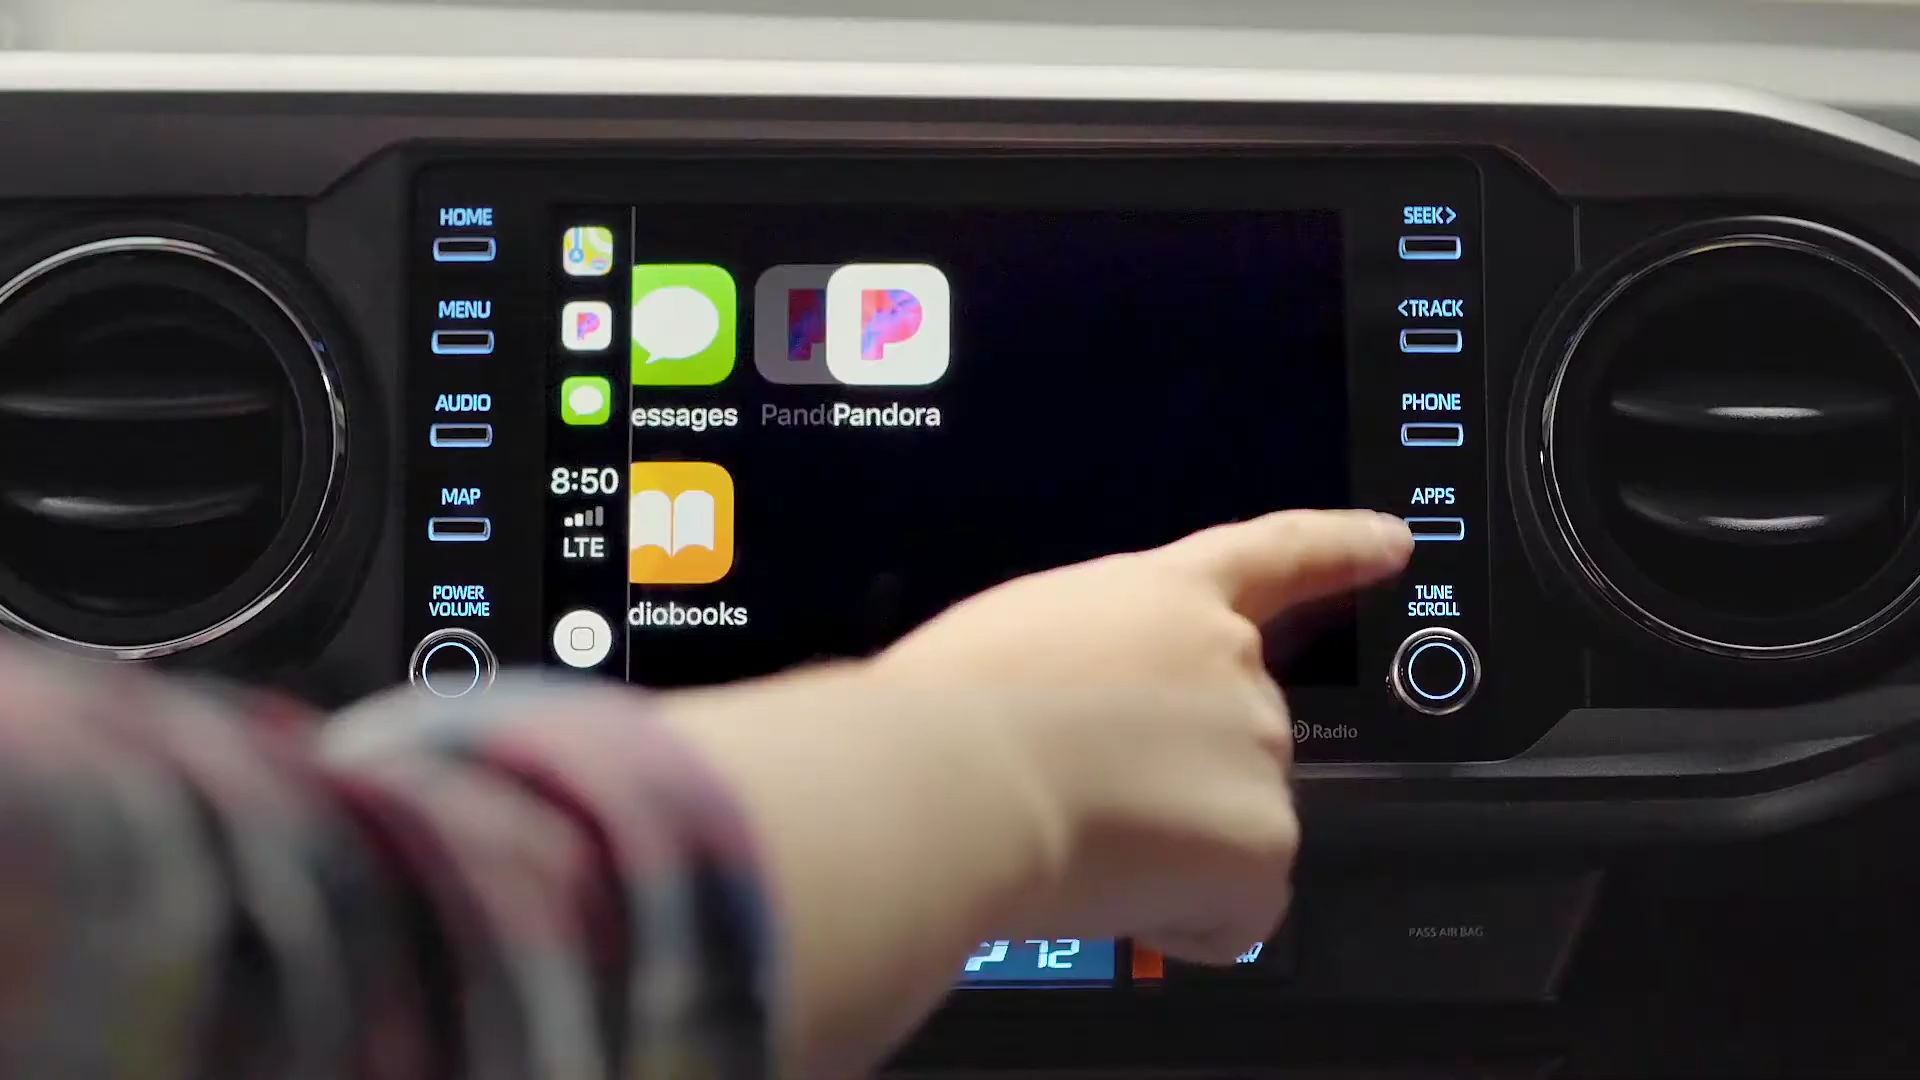 HOME
MENU
AUDIO
MAP
POWER
VOLUME
8:50
LTE
essages
Pand
Pandora
diobooks
SEEK>
<TRACK
PHONE
APPS
TUNE
SCROLL
Radio
72
PASS AIR BAG